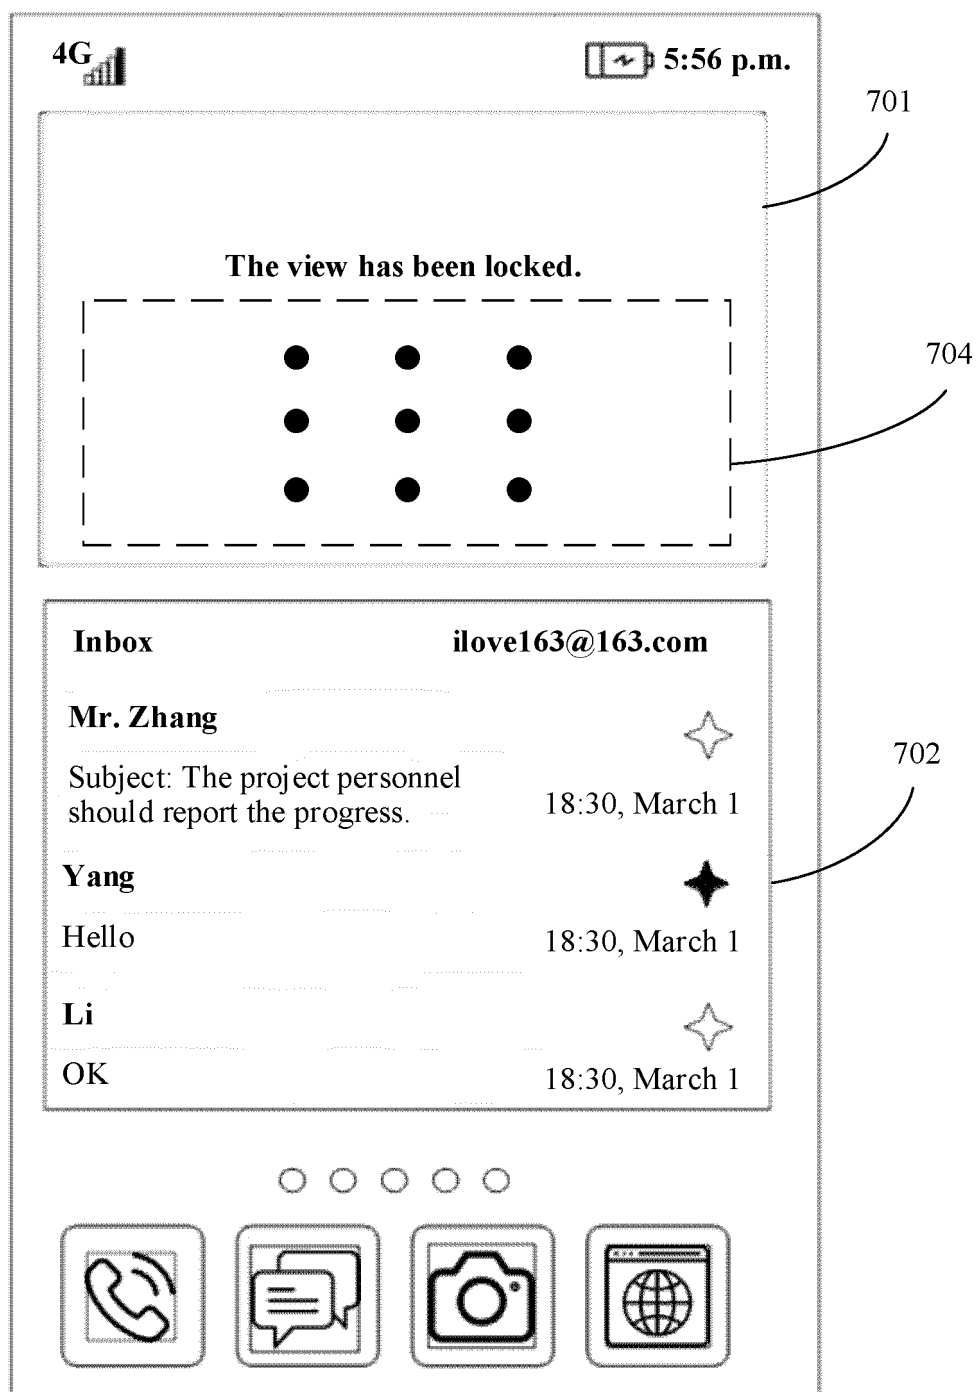 4G
5:56 p.m.
701
The view has been locked.
704
Inbox
ilove163@163.com
Mr. Zhang
Subject: The project personnel
should report the progress.
18:30, March 1
702
Yang
Hello
18:30, March 1
Li
OK
18:30, March 1